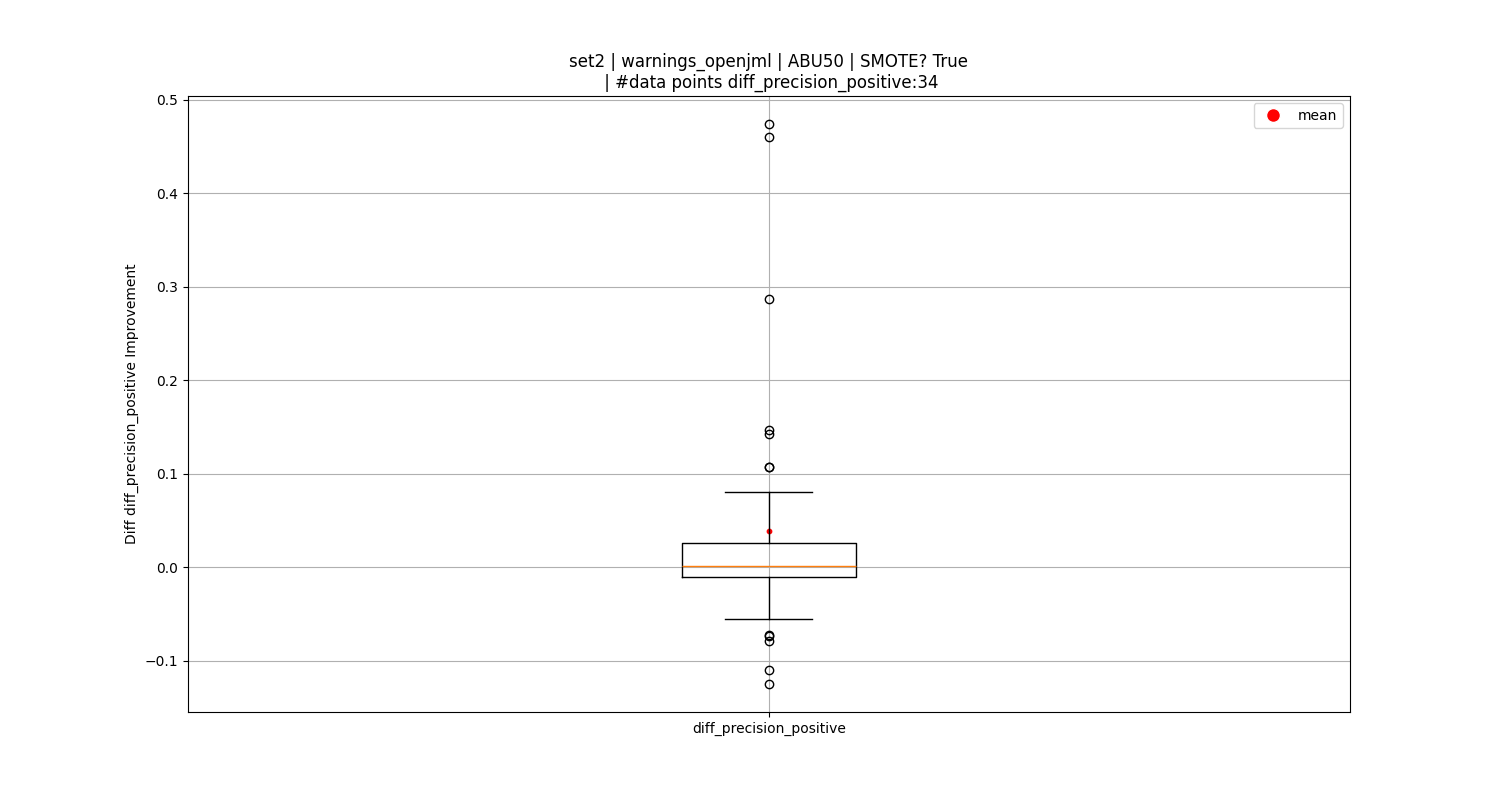 set2 | warnings_openjml | ABU50 | SMOTE? True
| #data points diff_precision_positive:34
mean
0.5
0.4
0.3
0.2
0.1
0.0
−0.1
Diff diff_precision_positive Improvement
diff_precision_positive